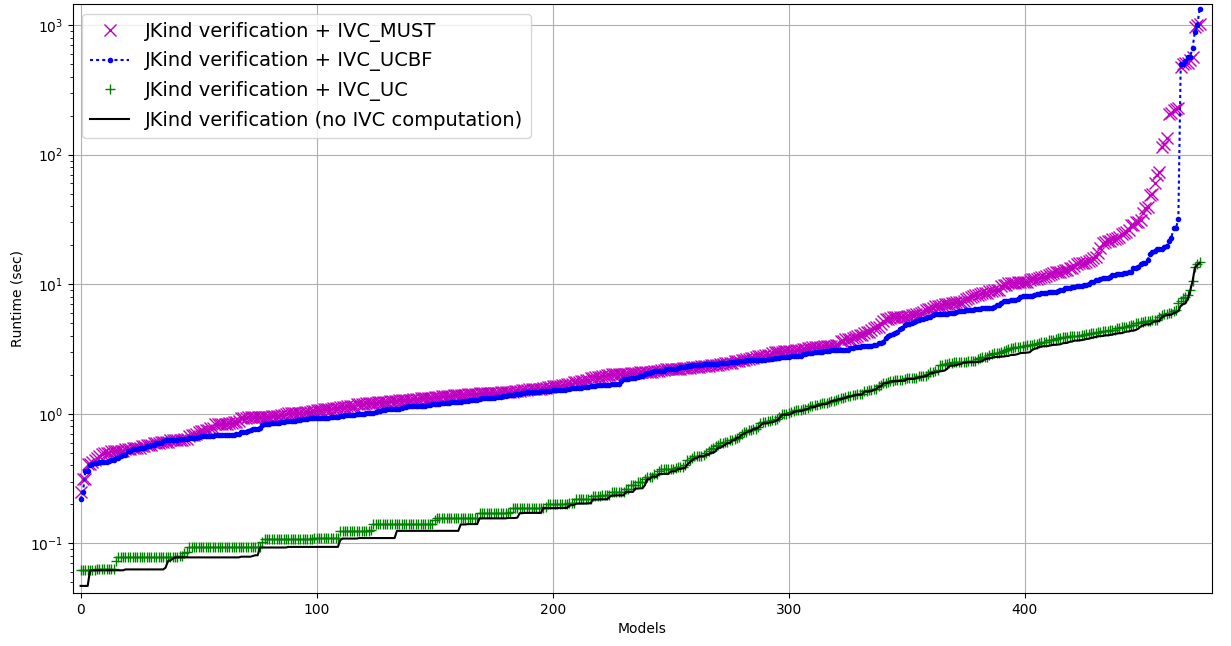 JKind verification + IVC_MUST
JKind verification + IVC_UCBF
JKind verification + IVC_UC
JKind verification (no IVC computation)
Runtime (sec)
10³
10²
10¹
10⁰
10⁻¹
0 100 200 300 400
Models